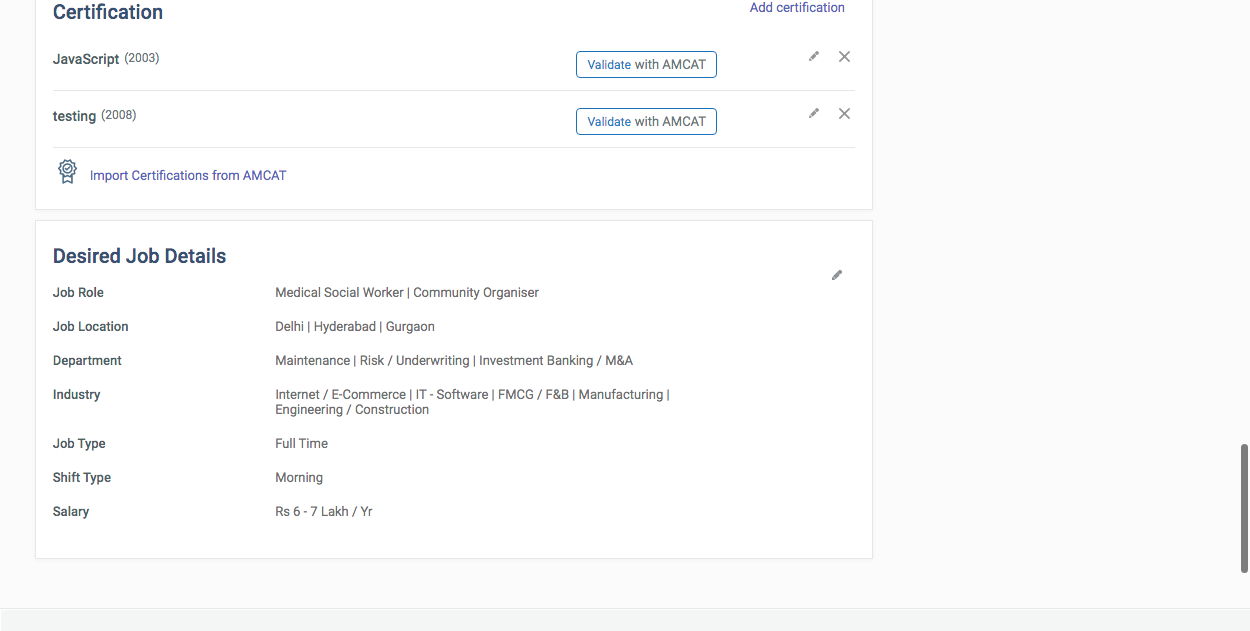 Certification
Add certification
JavaScript (2003)
Validate with AMCAT
testing (2008)
Validate with AMCAT
Import Certifications from AMCAT
Desired Job Details
Job Role Medical Social Worker | Community Organiser
Job Location Delhi | Hyderabad | Gurgaon
Department Maintenance | Risk / Underwriting | Investment Banking / M&A
Industry Internet / E-Commerce | IT - Software | FMCG / F&B | Manufacturing |
Engineering / Construction
Job Type Full Time
Shift Type Morning
Salary Rs 6 - 7 Lakh / Yr